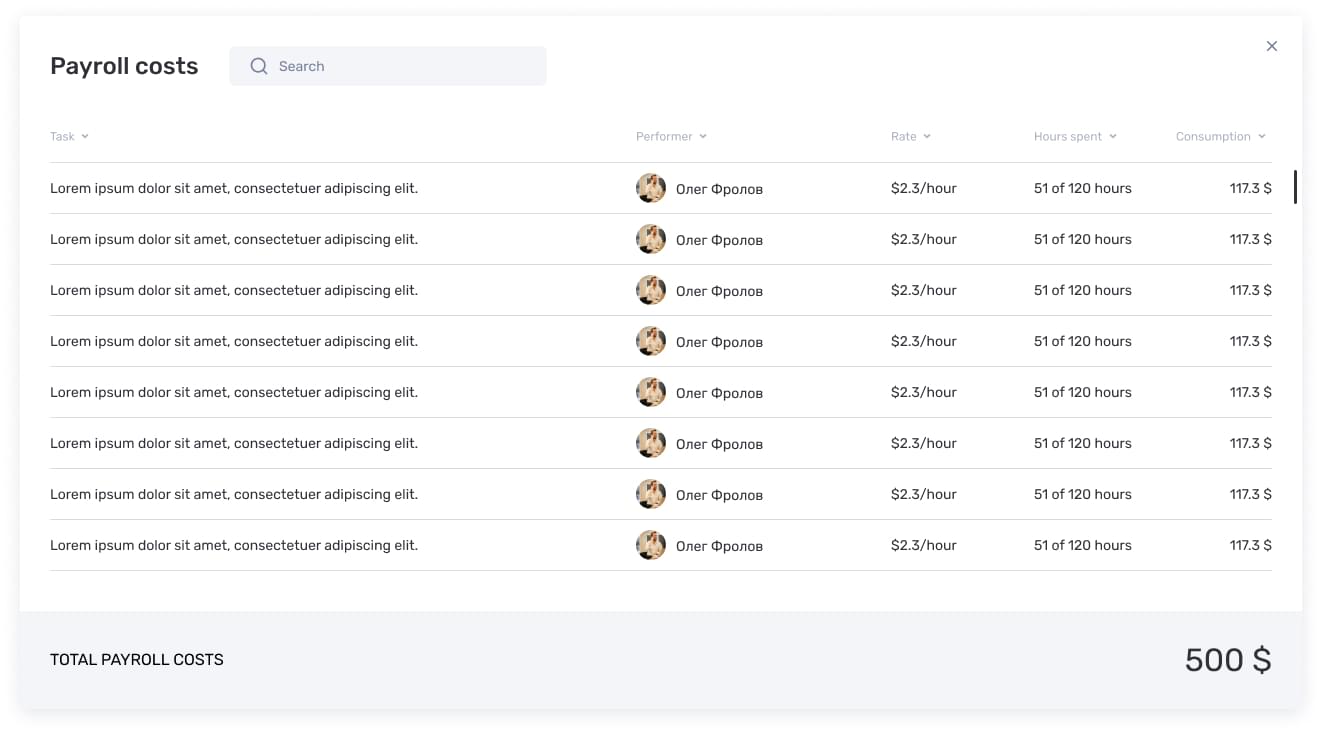 Payroll costs Search
Task Performer Rate Hours spent Consumption
Lorem ipsum dolor sit amet, consectetuer adipiscing elit. Олег Фролов $2.3/hour 51 of 120 hours 117.3 $
Lorem ipsum dolor sit amet, consectetuer adipiscing elit. Олег Фролов $2.3/hour 51 of 120 hours 117.3 $
Lorem ipsum dolor sit amet, consectetuer adipiscing elit. Олег Фролов $2.3/hour 51 of 120 hours 117.3 $
Lorem ipsum dolor sit amet, consectetuer adipiscing elit. Олег Фролов $2.3/hour 51 of 120 hours 117.3 $
Lorem ipsum dolor sit amet, consectetuer adipiscing elit. Олег Фролов $2.3/hour 51 of 120 hours 117.3 $
Lorem ipsum dolor sit amet, consectetuer adipiscing elit. Олег Фролов $2.3/hour 51 of 120 hours 117.3 $
Lorem ipsum dolor sit amet, consectetuer adipiscing elit. Олег Фролов $2.3/hour 51 of 120 hours 117.3 $
Lorem ipsum dolor sit amet, consectetuer adipiscing elit. Олег Фролов $2.3/hour 51 of 120 hours 117.3 $
TOTAL PAYROLL COSTS 500 $